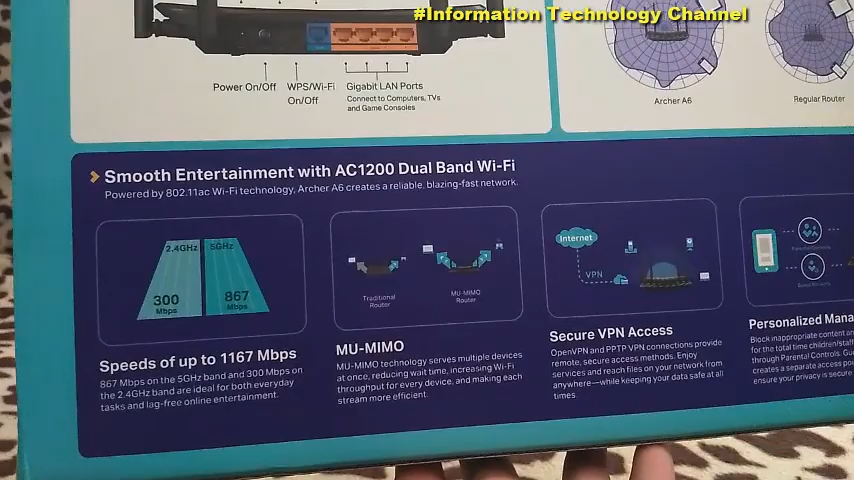 #Information Technology Channel
Power On/Off
WPS/Wi-Fi
On/Off
Gigabit LAN Ports
Connect to Computers, TVs
and Game Consoles
Archer A6
Regular Router
Smooth Entertainment with AC1200 Dual Band Wi-Fi
Powered by 802.11ac Wi-Fi technology, Archer A6 creates a reliable, blazing-fast network.
2.4GHz
5GHz
300
Mbps
867
Mbps
Speeds of up to 1167 Mbps
867 Mbps on the 5GHz band and 300 Mbps on
the 2.4GHz band are ideal for both everyday
tasks and lag-free online entertainment.
Traditional
Router
MU-MIMO
Router
MU-MIMO
MU-MIMO technology serves multiple devices
at once, reducing wait time, increasing Wi-Fi
throughput for every device, and making each
stream more efficient.
Internet
VPN
Secure VPN Access
OpenVPN and PPTP VPN connections provide
remote, secure access methods. Enjoy
services and reach files on your network from
anywhere—while keeping your data safe at all
times.
Parental Controls
Personalized Mana
Block inappropriate content an
for the total time children/staff
through Parental Controls. Gu
creates a separate access po
ensure your privacy is secure